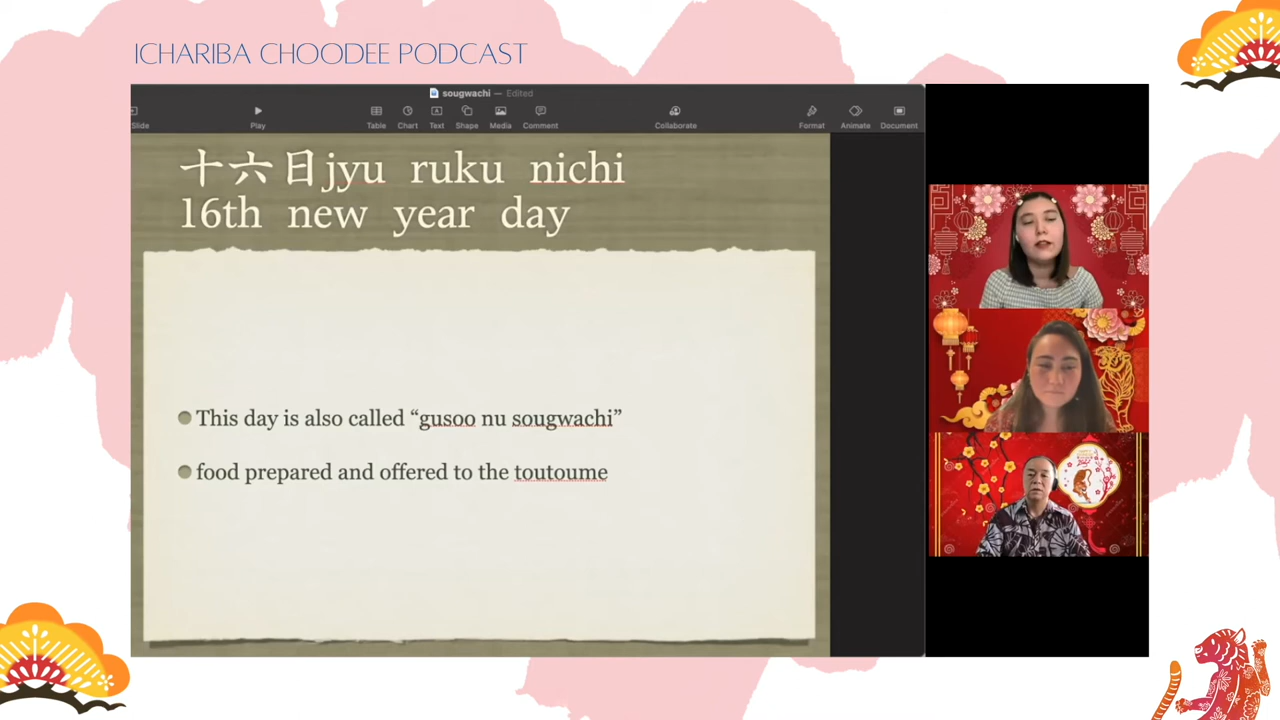 ICHARIBA CHOODEE PODCAST
sougwachi — Edited
Slide Play Table Chart Text Shape Media Comment Collaborate Format Animate Document
十六日jyu ruku nichi
16th new year day
This day is also called “gusoo nu sougwachi”
food prepared and offered to the toutoume